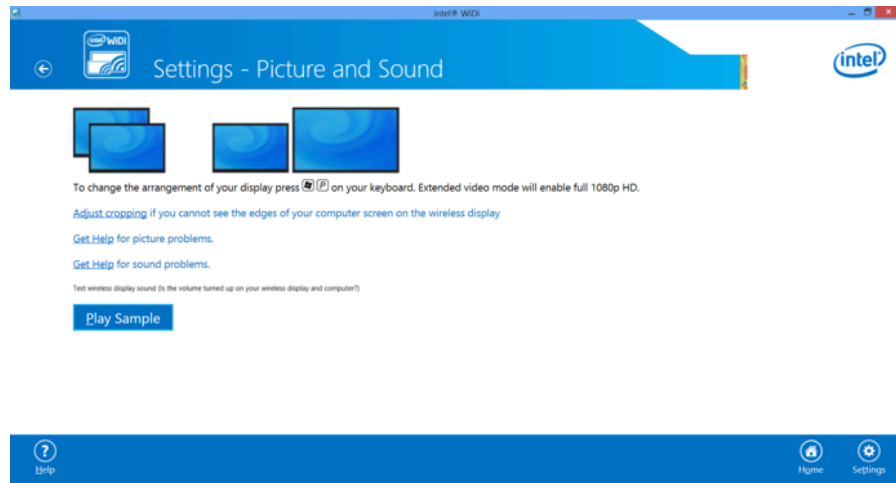 Intel® WiDi
intel WiDi
Settings - Picture and Sound
intel
To change the arrangement of your display press P on your keyboard. Extended video mode will enable full 1080p HD.
Adjust cropping if you cannot see the edges of your computer screen on the wireless display
Get Help for picture problems.
Get Help for sound problems.
Test wireless display sound (Is the volume turned up on your wireless display and computer?)
Play Sample
Help
Home
Settings